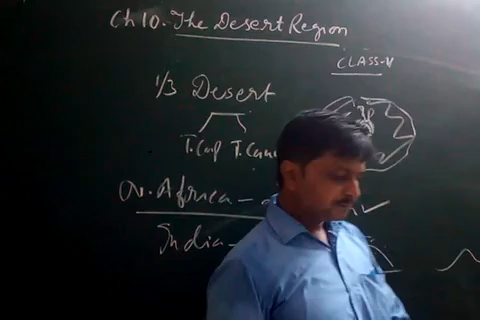 Ch 10. The Desert Region
CLASS-V
1/3 Desert
T. Cap T. Can
N. Africa -
India -